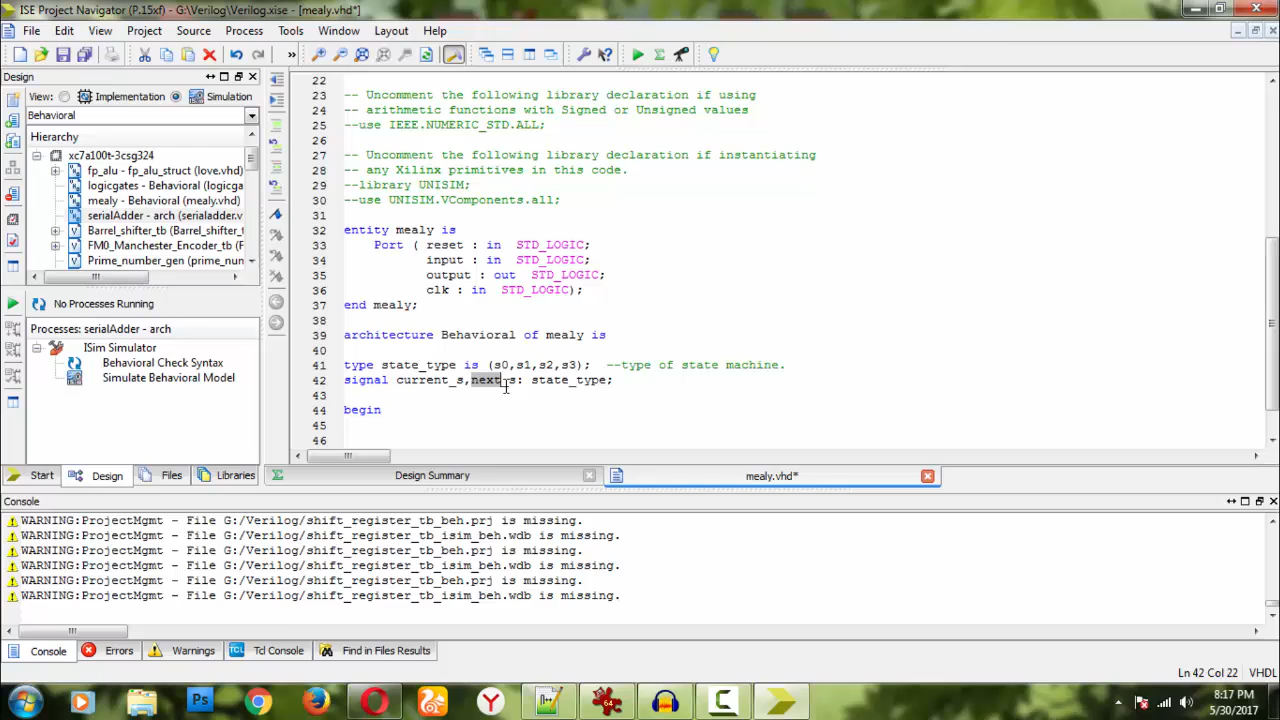 ISE Project Navigator (P.15xf) - G:\Verilog\Verilog.xise - [mealy.vhd*]
File Edit View Project Source Process Tools Window Layout Help
Design
View: Implementation Simulation
Behavioral
Hierarchy
xc7a100t-3csg324
fp_alu - fp_alu_struct (love.vhd)
logicgates - Behavioral (logicga
mealy - Behavioral (mealy.vhd)
serialAdder - arch (serialadder.v
Barrel_shifter_tb (Barrel_shifter_t
FM0_Manchester_Encoder_tb (F
Prime_number_gen (prime_num
No Processes Running
Processes: serialAdder - arch
ISim Simulator
Behavioral Check Syntax
Simulate Behavioral Model
Start Design Files Libraries
22
23 -- Uncomment the following library declaration if using
24 -- arithmetic functions with Signed or Unsigned values
25 --use IEEE.NUMERIC_STD.ALL;
26
27 -- Uncomment the following library declaration if instantiating
28 -- any Xilinx primitives in this code.
29 --library UNISIM;
30 --use UNISIM.VComponents.all;
31
32 entity mealy is
33 Port ( reset : in STD_LOGIC;
34 input : in STD_LOGIC;
35 output : out STD_LOGIC;
36 clk : in STD_LOGIC);
37 end mealy;
38
39 architecture Behavioral of mealy is
40
41 type state_type is (s0,s1,s2,s3); --type of state machine.
42 signal current_s,next_s: state_type;
43
44 begin
45
46
Design Summary mealy.vhd*
Console
WARNING:ProjectMgmt - File G:/Verilog/shift_register_tb_beh.prj is missing.
WARNING:ProjectMgmt - File G:/Verilog/shift_register_tb_isim_beh.wdb is missing.
WARNING:ProjectMgmt - File G:/Verilog/shift_register_tb_beh.prj is missing.
WARNING:ProjectMgmt - File G:/Verilog/shift_register_tb_isim_beh.wdb is missing.
WARNING:ProjectMgmt - File G:/Verilog/shift_register_tb_beh.prj is missing.
WARNING:ProjectMgmt - File G:/Verilog/shift_register_tb_isim_beh.wdb is missing.
Console Errors Warnings Tcl Console Find in Files Results
Ln 42 Col 22 VHDL
Ps
64
8:17 PM
5/30/2017